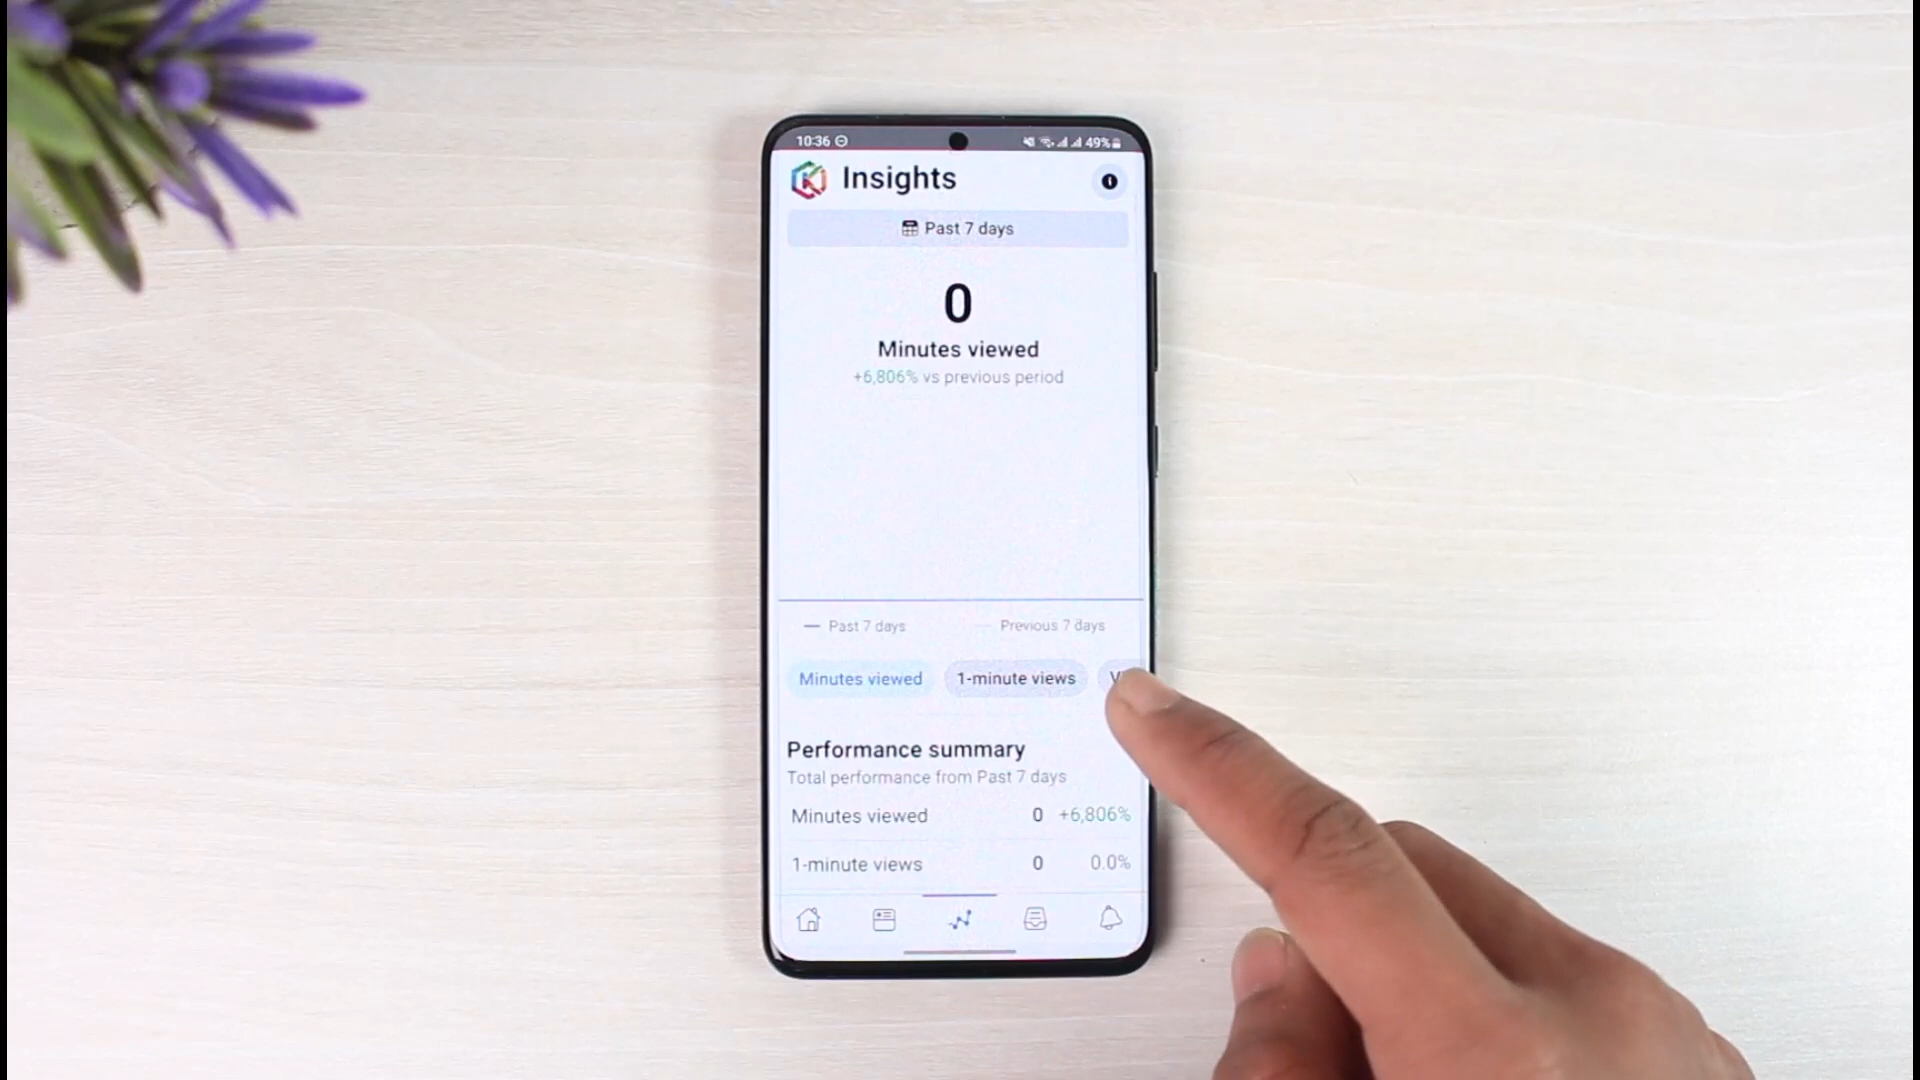 10:36
49%
Insights
Past 7 days
0
Minutes viewed
+6,806% vs previous period
Past 7 days
Previous 7 days
Minutes viewed
1-minute views
Performance summary
Total performance from Past 7 days
Minutes viewed 0 +6,806%
1-minute views 0 0.0%